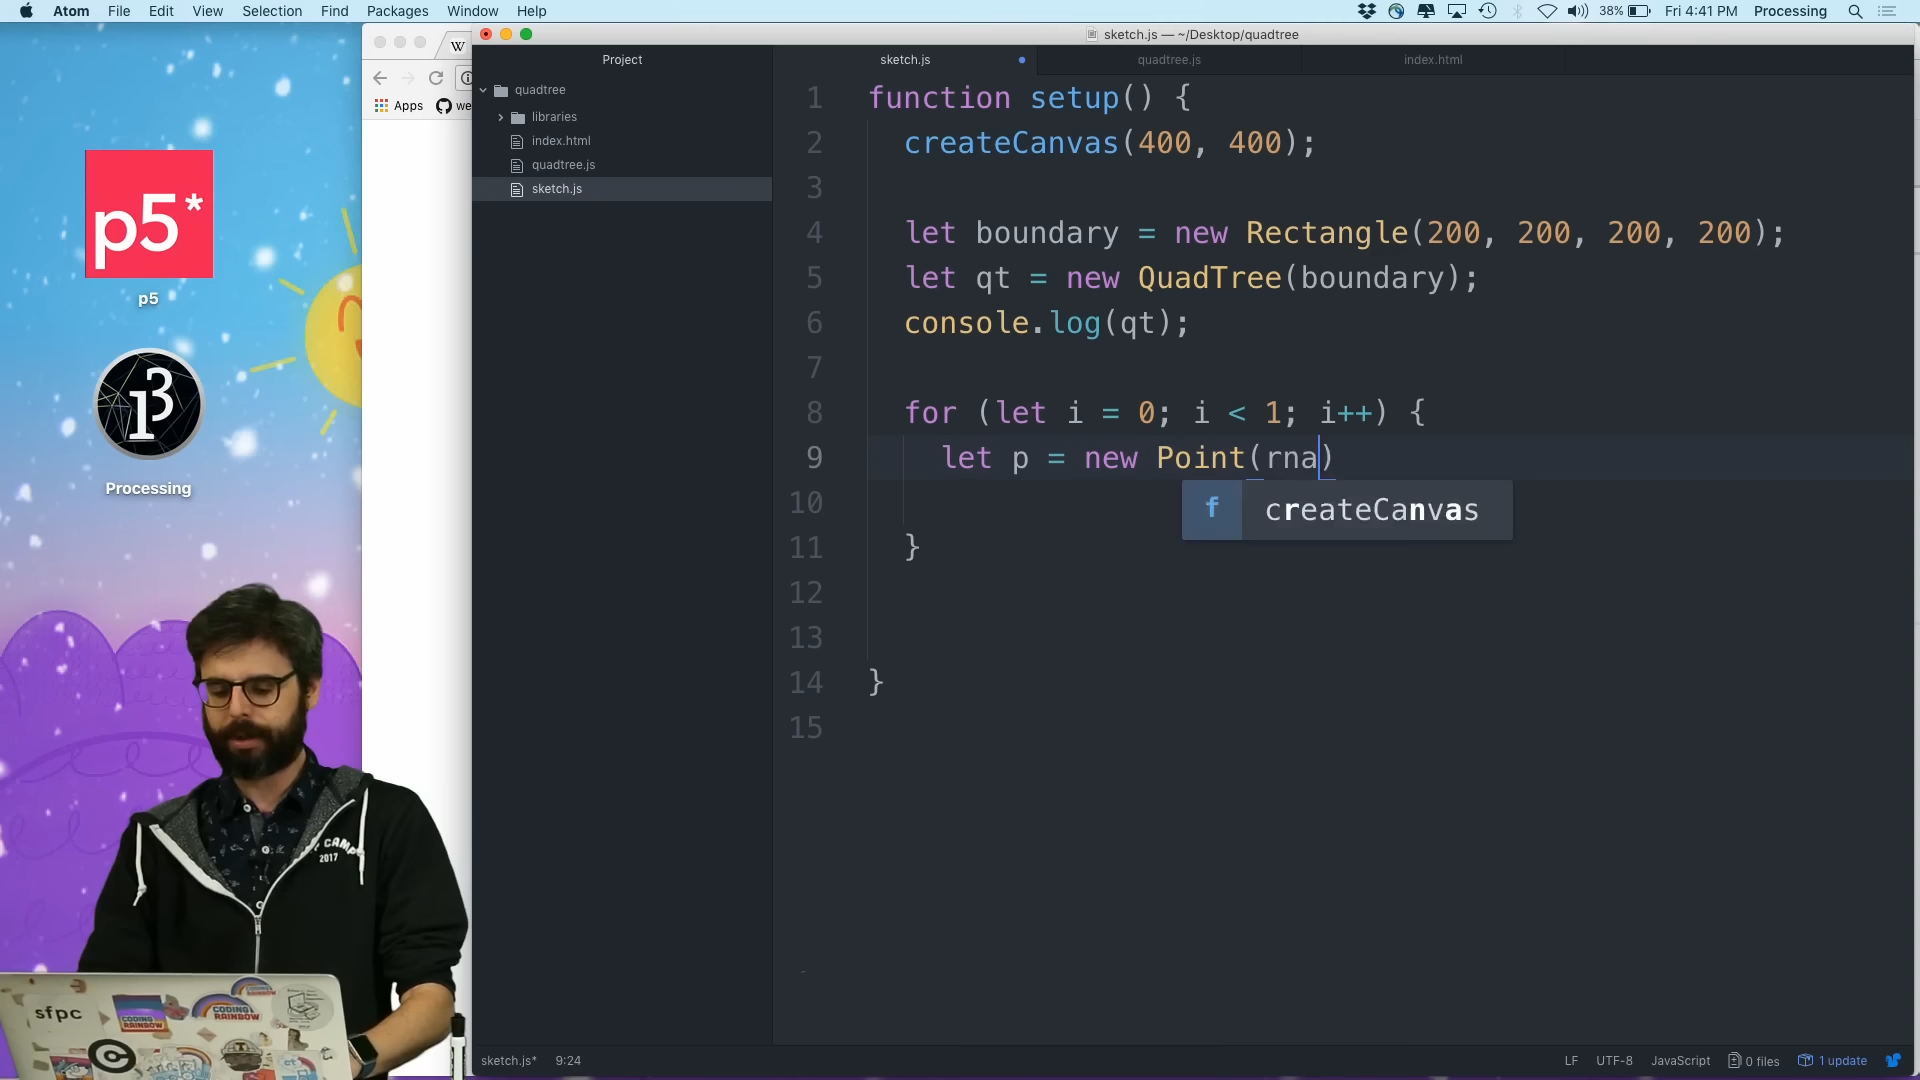 Atom File Edit View Selection Find Packages Window Help
38% Fri 4:41 PM Processing
W
sketch.js — ~/Desktop/quadtree
Apps we
Project
quadtree
libraries
index.html
quadtree.js
sketch.js
sketch.js quadtree.js index.html
1 function setup() {
2 createCanvas(400, 400);
3
4 let boundary = new Rectangle(200, 200, 200, 200);
5 let qt = new QuadTree(boundary);
6 console.log(qt);
7
8 for (let i = 0; i < 1; i++) {
9 let p = new Point(rna)
f createCanvas
10
11 }
12
13
14 }
15
p5*
p5
Processing
CAMP
2017
sfpc
CODING
RAINBOW
CODING
RAINBOW
sketch.js* 9:24
LF UTF-8 JavaScript 0 files 1 update